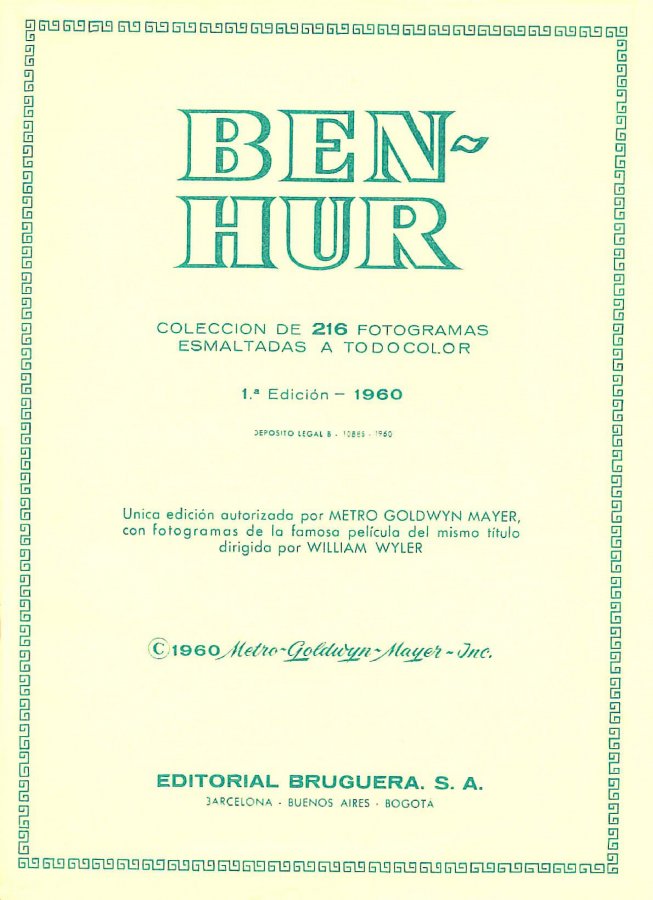 BEN-
HUR
COLECCION DE 216 FOTOGRAMAS
ESMALTADAS A TODOCOLOR
1.ª Edición - 1960
DEPOSITO LEGAL B - 10885 - 1960
Unica edición autorizada por METRO GOLDWYN MAYER,
con fotogramas de la famosa película del mismo título
dirigida por WILLIAM WYLER
© 1960 Metro-Goldwyn-Mayer-Inc.
EDITORIAL BRUGUERA. S. A.
BARCELONA - BUENOS AIRES - BOGOTA